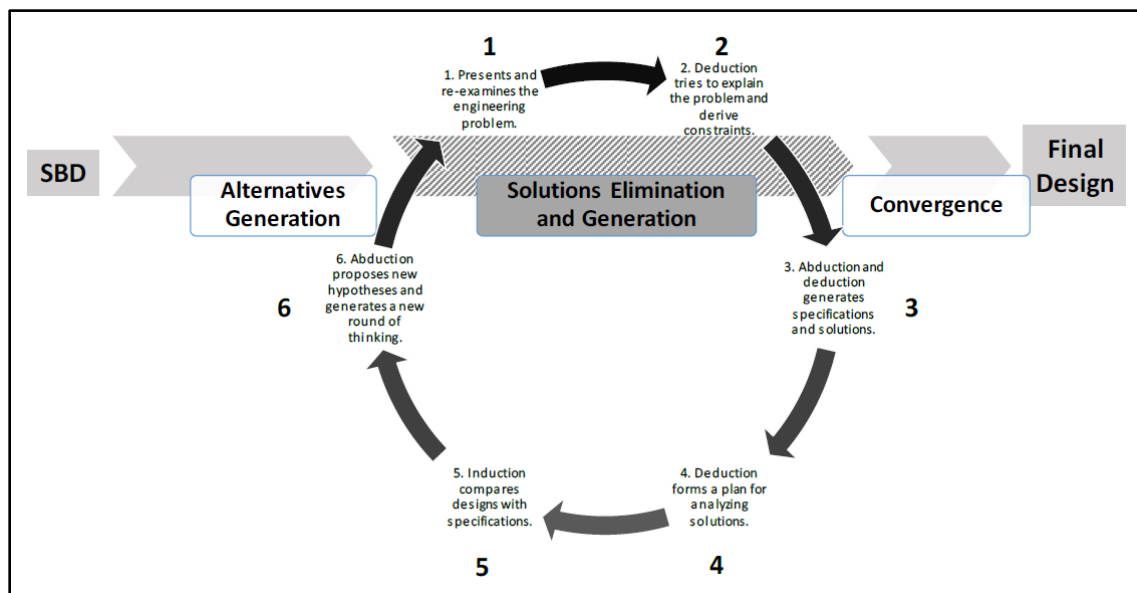 1
1. Presents and
re-examines the
engineering
problem.
2
2. Deduction
tries to explain
the problem and
derive
constraints.
SBD
Alternatives
Generation
Solutions Elimination
and Generation
Convergence
Final
Design
3. Abduction and
deduction
generates
specifications
and solutions.
3
4. Deduction
forms a plan for
analyzing
solutions.
4
5. Induction
compares
designs with
specifications.
5
6. Abduction
proposes new
hypotheses and
generates a new
round of
thinking.
6